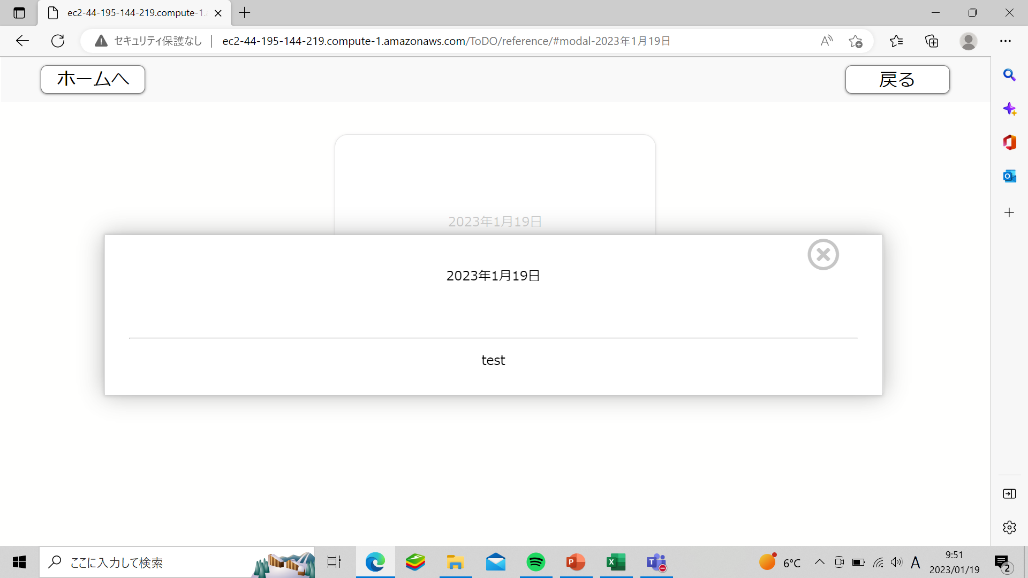 ec2-44-195-144-219.compute-1.
セキュリティ保護なし
ec2-44-195-144-219.compute-1.amazonaws.com/ToDO/reference/#modal-2023年1月19日
ホームへ
戻る
2023年1月19日
2023年1月19日
test
ここに入力して検索
6°C
A
9:51
2023/01/19
2